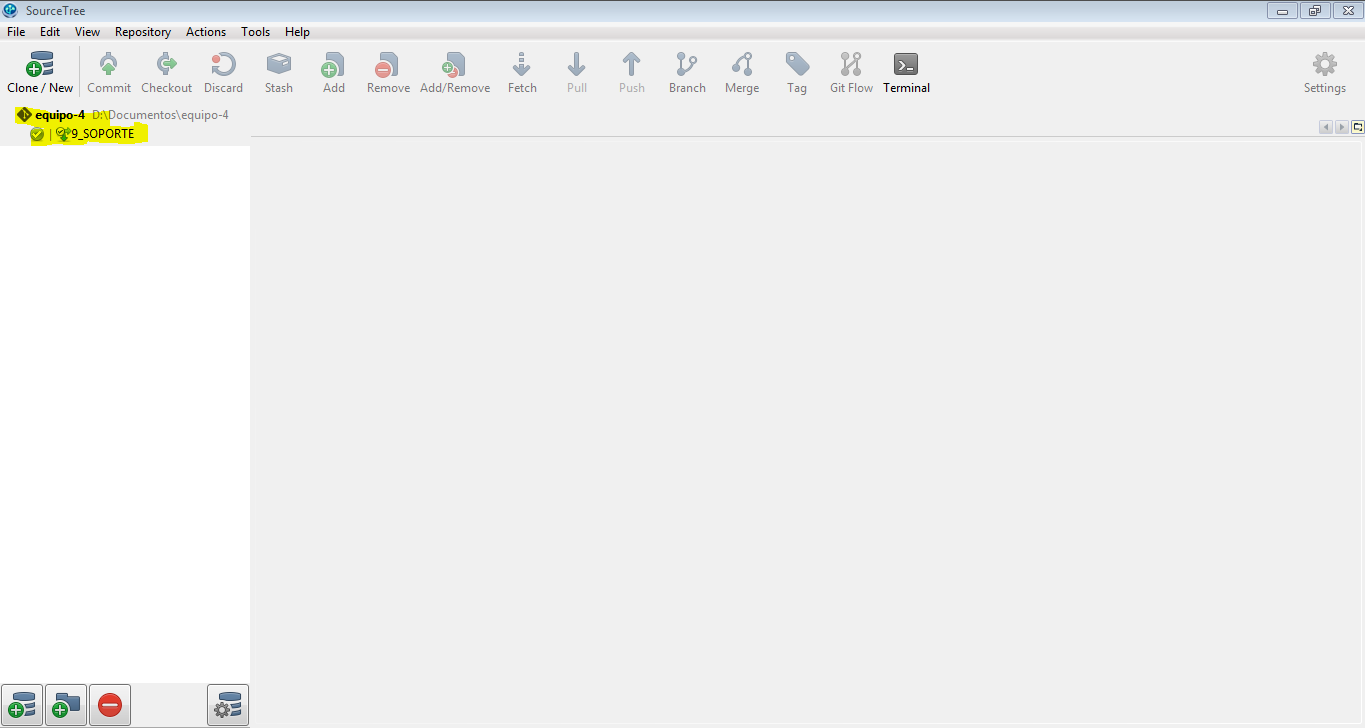 SourceTree
File Edit View Repository Actions Tools Help
Clone / New Commit Checkout Discard Stash Add Remove Add/Remove Fetch Pull Push Branch Merge Tag Git Flow Terminal Settings
equipo-4 D:\Documentos\equipo-4
| 9_SOPORTE